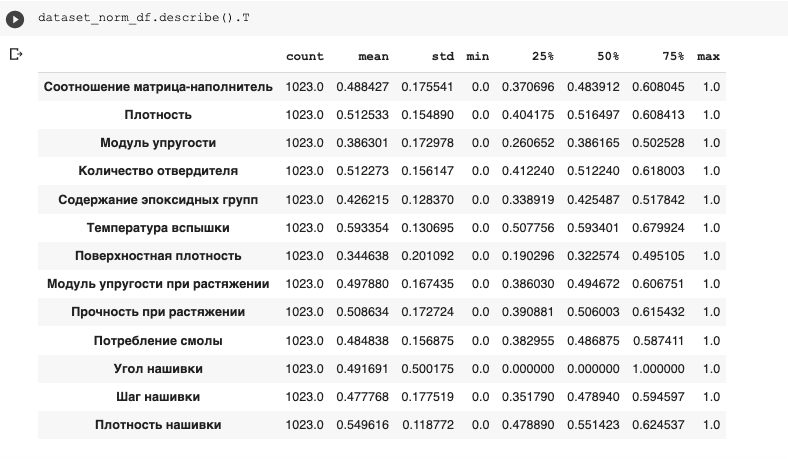 dataset_norm_df.describe().T
count mean std min 25% 50% 75% max
Соотношение матрица-наполнитель 1023.0 0.488427 0.175541 0.0 0.370696 0.483912 0.608045 1.0
Плотность 1023.0 0.512533 0.154890 0.0 0.404175 0.516497 0.608413 1.0
Модуль упругости 1023.0 0.386301 0.172978 0.0 0.260652 0.386165 0.502528 1.0
Количество отвердителя 1023.0 0.512273 0.156147 0.0 0.412240 0.512240 0.618003 1.0
Содержание эпоксидных групп 1023.0 0.426215 0.128370 0.0 0.338919 0.425487 0.517842 1.0
Температура вспышки 1023.0 0.593354 0.130695 0.0 0.507756 0.593401 0.679924 1.0
Поверхностная плотность 1023.0 0.344638 0.201092 0.0 0.190296 0.322574 0.495105 1.0
Модуль упругости при растяжении 1023.0 0.497880 0.167435 0.0 0.386030 0.494672 0.606751 1.0
Прочность при растяжении 1023.0 0.508634 0.172724 0.0 0.390881 0.506003 0.615432 1.0
Потребление смолы 1023.0 0.484838 0.156875 0.0 0.382955 0.486875 0.587411 1.0
Угол нашивки 1023.0 0.491691 0.500175 0.0 0.000000 0.000000 1.000000 1.0
Шаг нашивки 1023.0 0.477768 0.177519 0.0 0.351790 0.478940 0.594597 1.0
Плотность нашивки 1023.0 0.549616 0.118772 0.0 0.478890 0.551423 0.624537 1.0